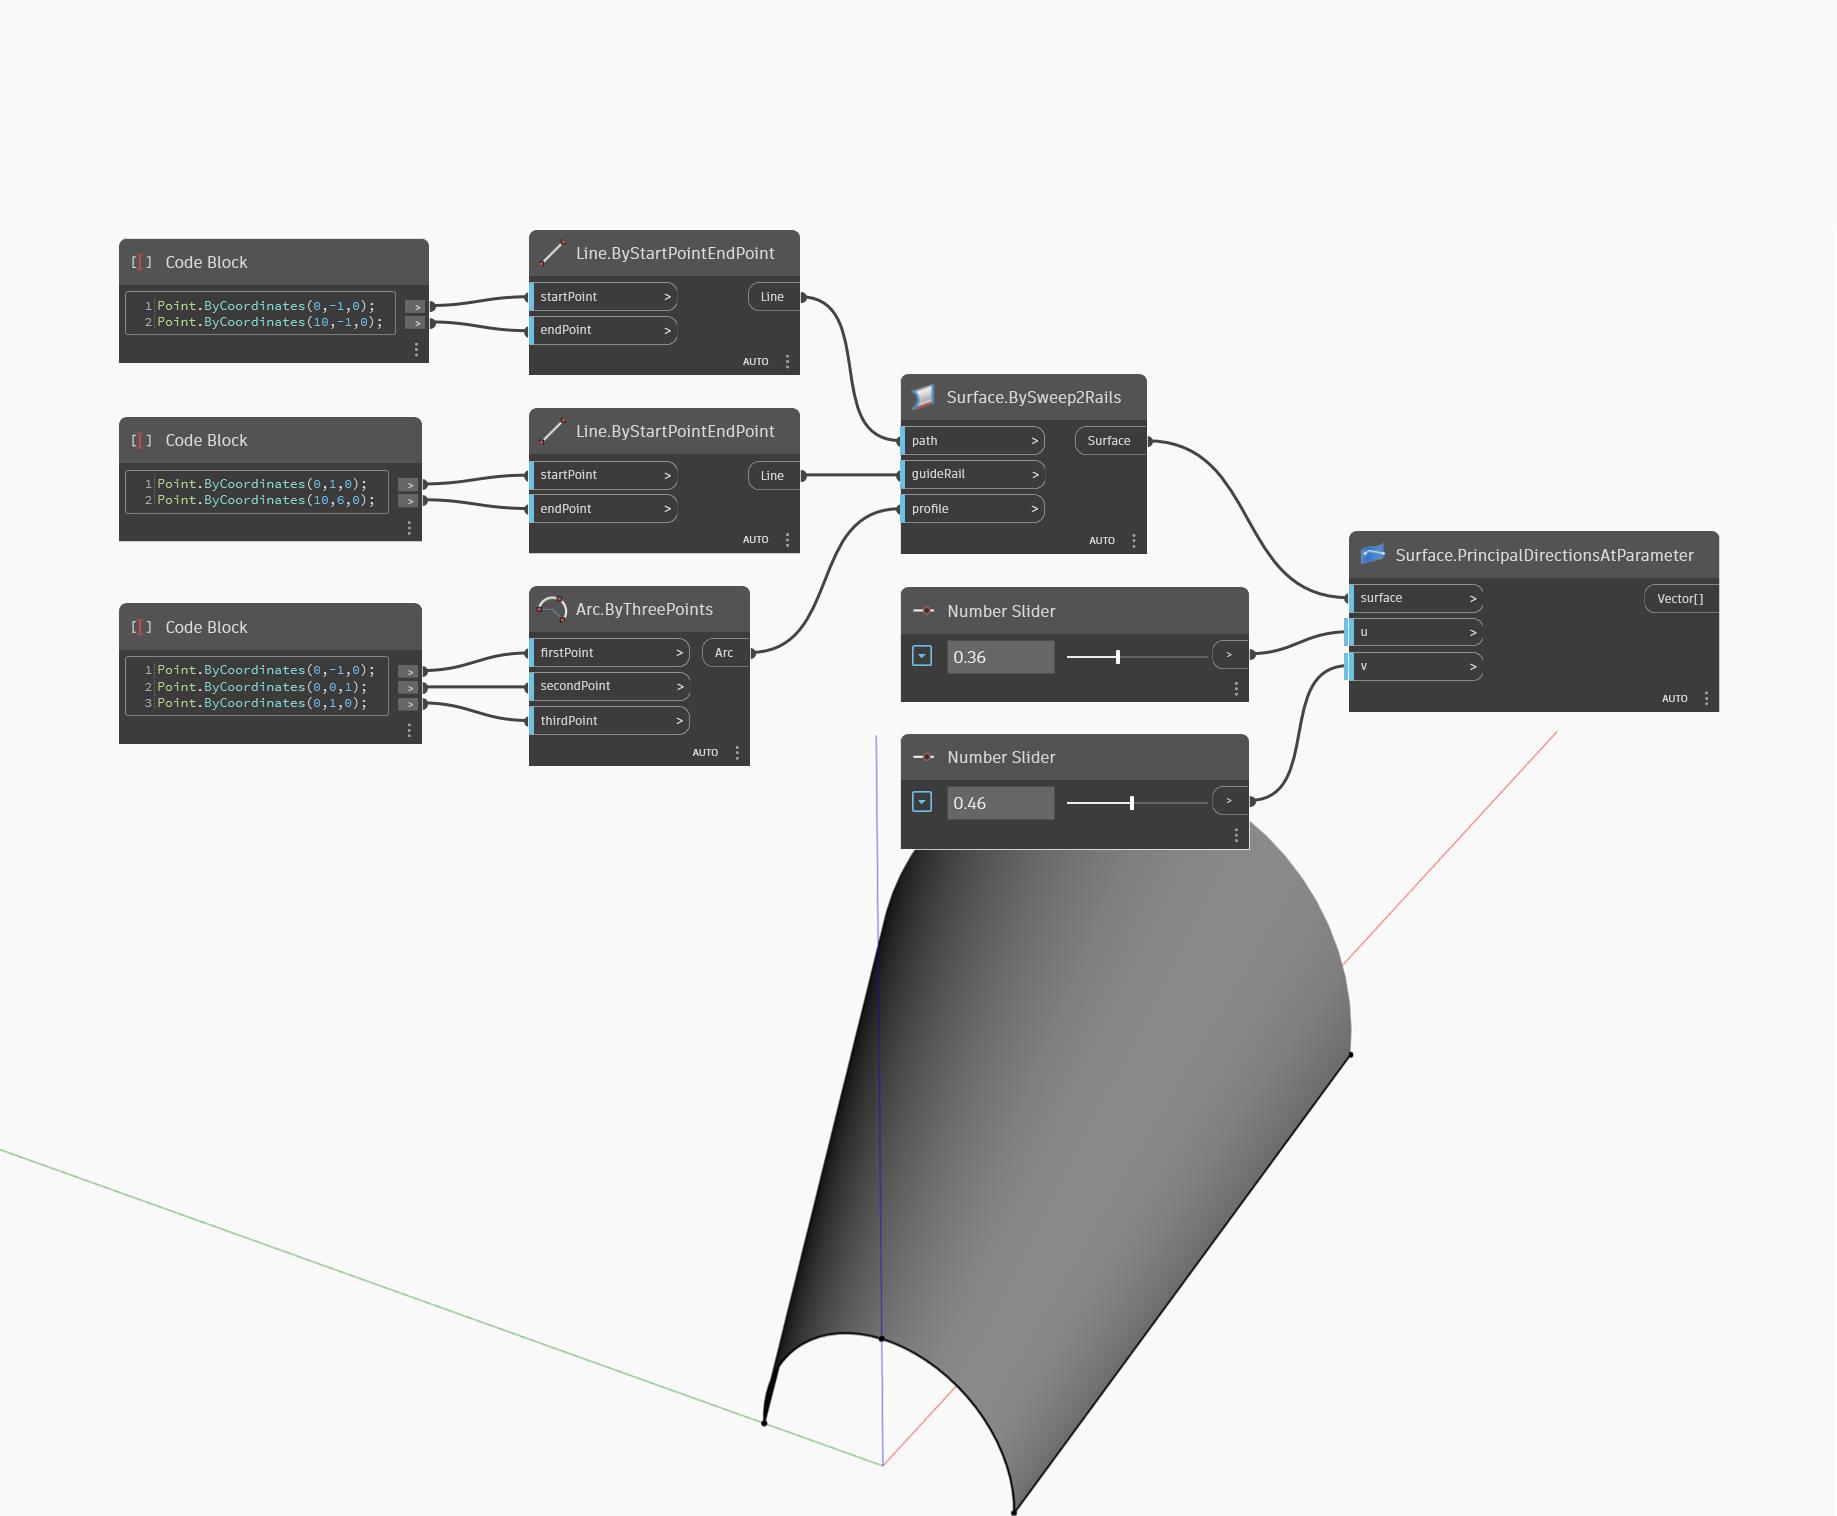 Code Block
1 Point.ByCoordinates(0,-1,0); >
2 Point.ByCoordinates(10,-1,0); >
Line.ByStartPointEndPoint
startPoint > Line
endPoint >
AUTO
Code Block
1 Point.ByCoordinates(0,1,0); >
2 Point.ByCoordinates(10,6,0); >
Line.ByStartPointEndPoint
startPoint > Line
endPoint >
AUTO
Code Block
1 Point.ByCoordinates(0,-1,0); >
2 Point.ByCoordinates(0,0,1); >
3 Point.ByCoordinates(0,1,0); >
Arc.ByThreePoints
firstPoint > Arc
secondPoint >
thirdPoint >
AUTO
Surface.BySweep2Rails
path > Surface
guideRail >
profile >
AUTO
Number Slider
0.36 >
Number Slider
0.46 >
Surface.PrincipalDirectionsAtParameter
surface > Vector[]
u >
v >
AUTO